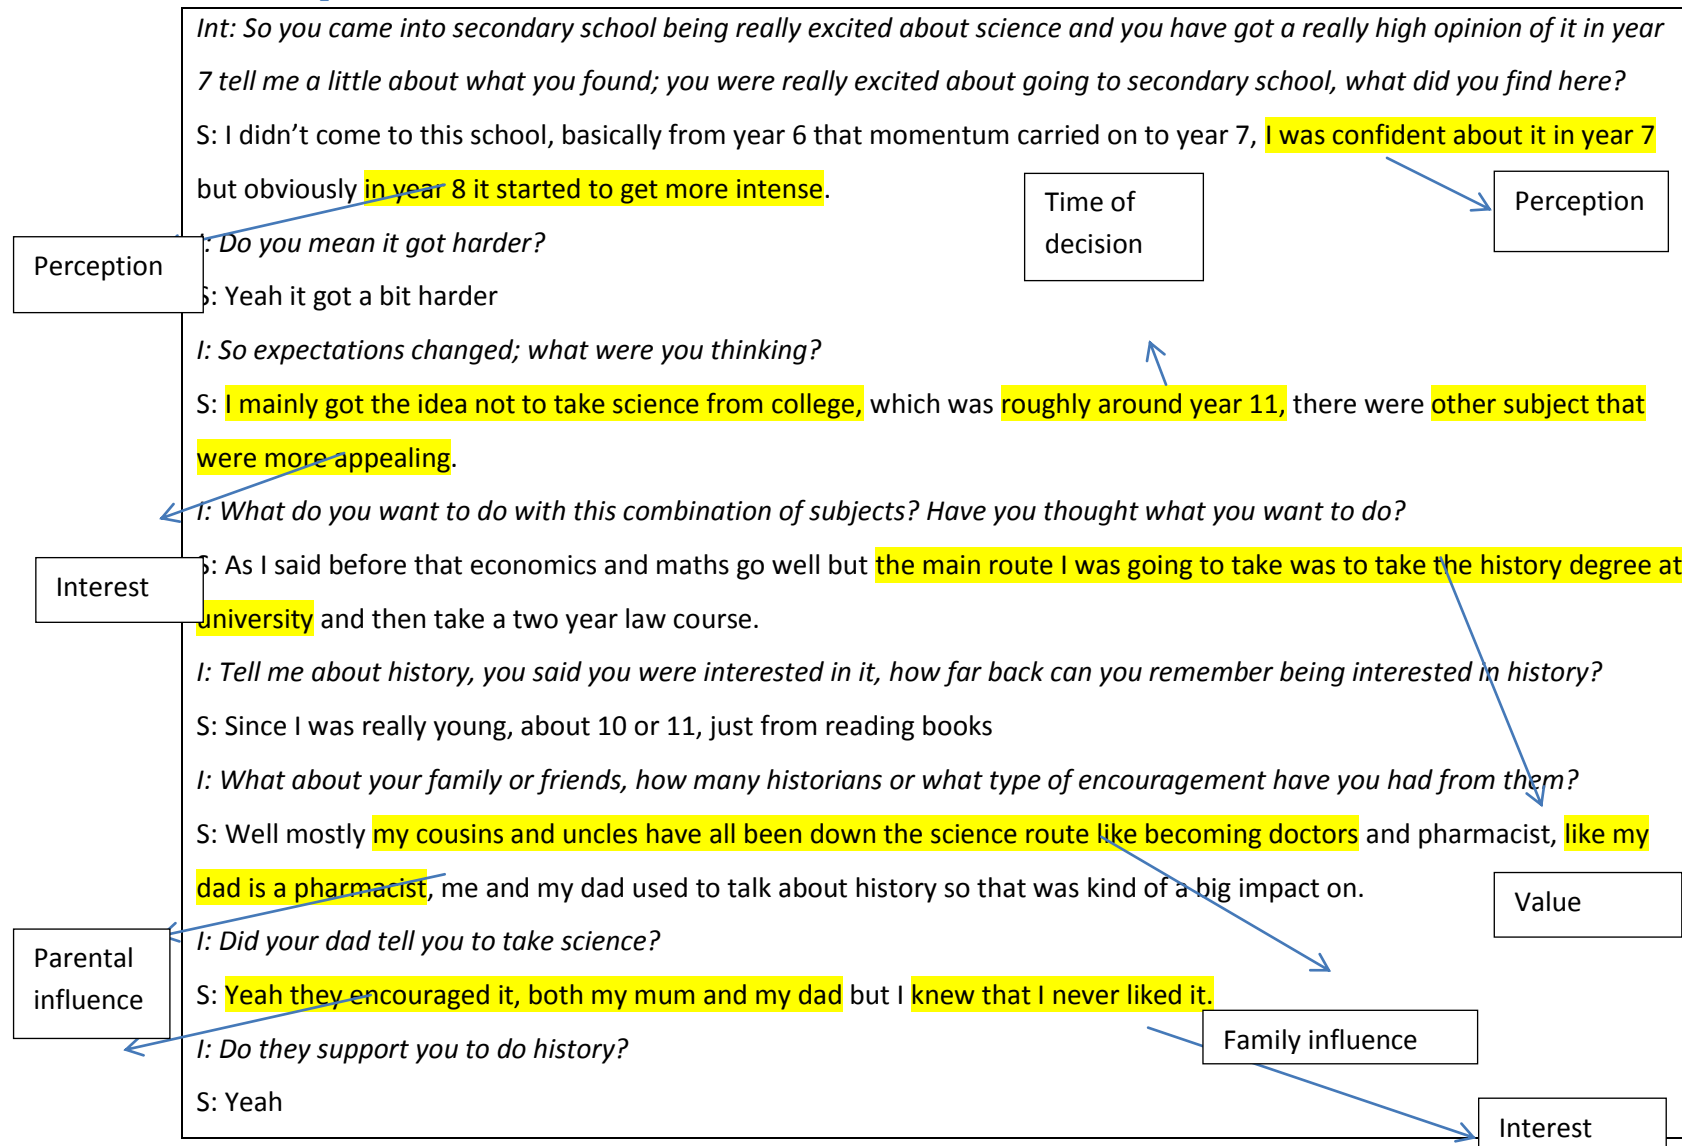 Int: So you came into secondary school being really excited about science and you have got a really high opinion of it in year
7 tell me a little about what you found; you were really excited about going to secondary school, what did you find here?
S: I didn't come to this school, basically from year 6 that momentum carried on to year 7, I was confident about it in year 7
but obviously in year 8 it started to get more intense.
Time of
decision
Perception
I: Do you mean it got harder?
Perception
S: Yeah it got a bit harder
I: So expectations changed; what were you thinking?
S: I mainly got the idea not to take science from college, which was roughly around year 11, there were other subject that
were more appealing.
I: What do you want to do with this combination of subjects? Have you thought what you want to do?
S: As I said before that economics and maths go well but the main route I was going to take was to take the history degree at
Interest
university and then take a two year law course.
I: Tell me about history, you said you were interested in it, how far back can you remember being interested in history?
S: Since I was really young, about 10 or 11, just from reading books
I: What about your family or friends, how many historians or what type of encouragement have you had from them?
S: Well mostly my cousins and uncles have all been down the science route like becoming doctors and pharmacist, like my
dad is a pharmacist, me and my dad used to talk about history so that was kind of a big impact on.
Value
I: Did your dad tell you to take science?
Parental
influence
S: Yeah they encouraged it, both my mum and my dad but I knew that I never liked it.
Family influence
I: Do they support you to do history?
S: Yeah
Interest